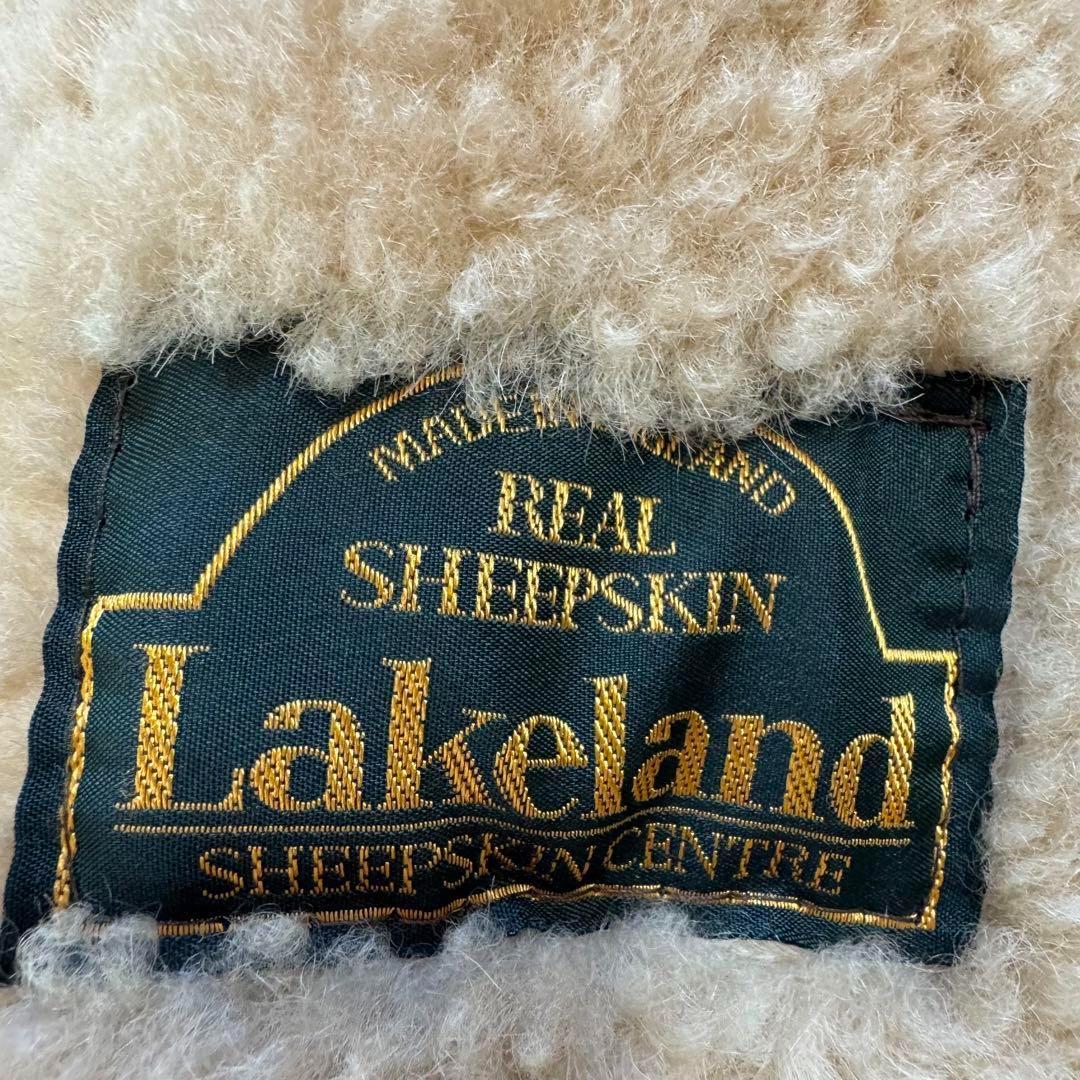 MADE IN ENGLAND
REAL
SHEEPSKIN
Lakeland
SHEEPSKIN CENTRE